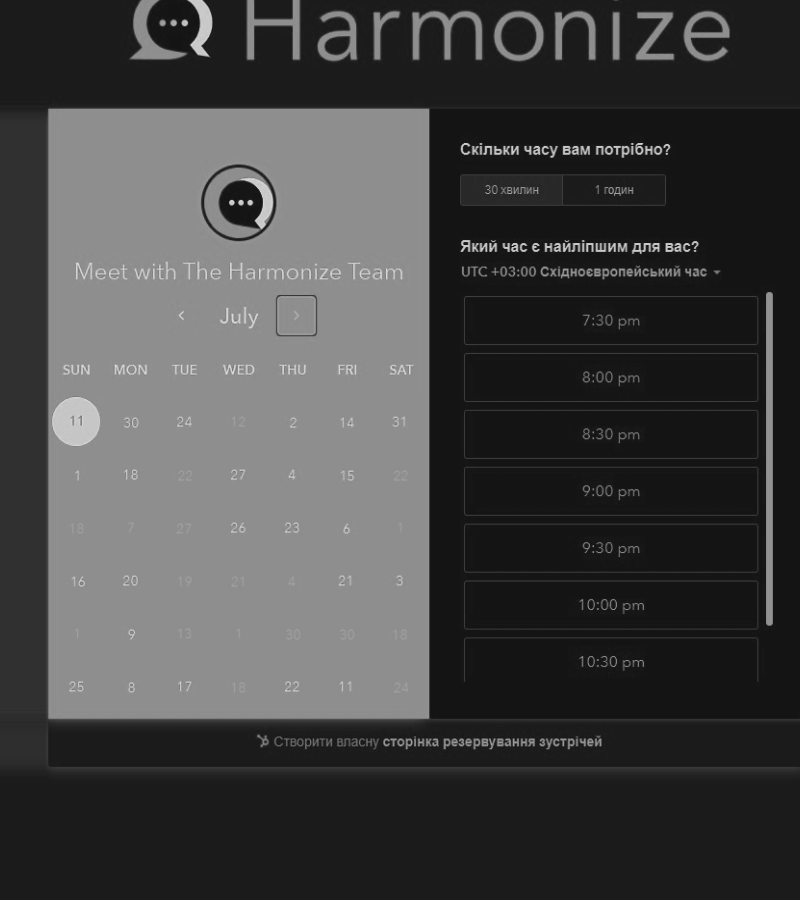 Harmonize
Meet with The Harmonize Team
July
SUN MON TUE WED THU FRI SAT
11 30 24 12 2 14 31
1 18 22 27 4 15 22
18 7 27 26 23 6 1
16 20 19 21 4 21 3
1 9 13 1 30 30 18
25 8 17 18 22 11 24
Скільки часу вам потрібно?
30 хвилин 1 годин
Який час є найліпшим для вас?
UTC +03:00 Східноєвропейський час
7:30 pm
8:00 pm
8:30 pm
9:00 pm
9:30 pm
10:00 pm
10:30 pm
Створити власну сторінка резервування зустрічей